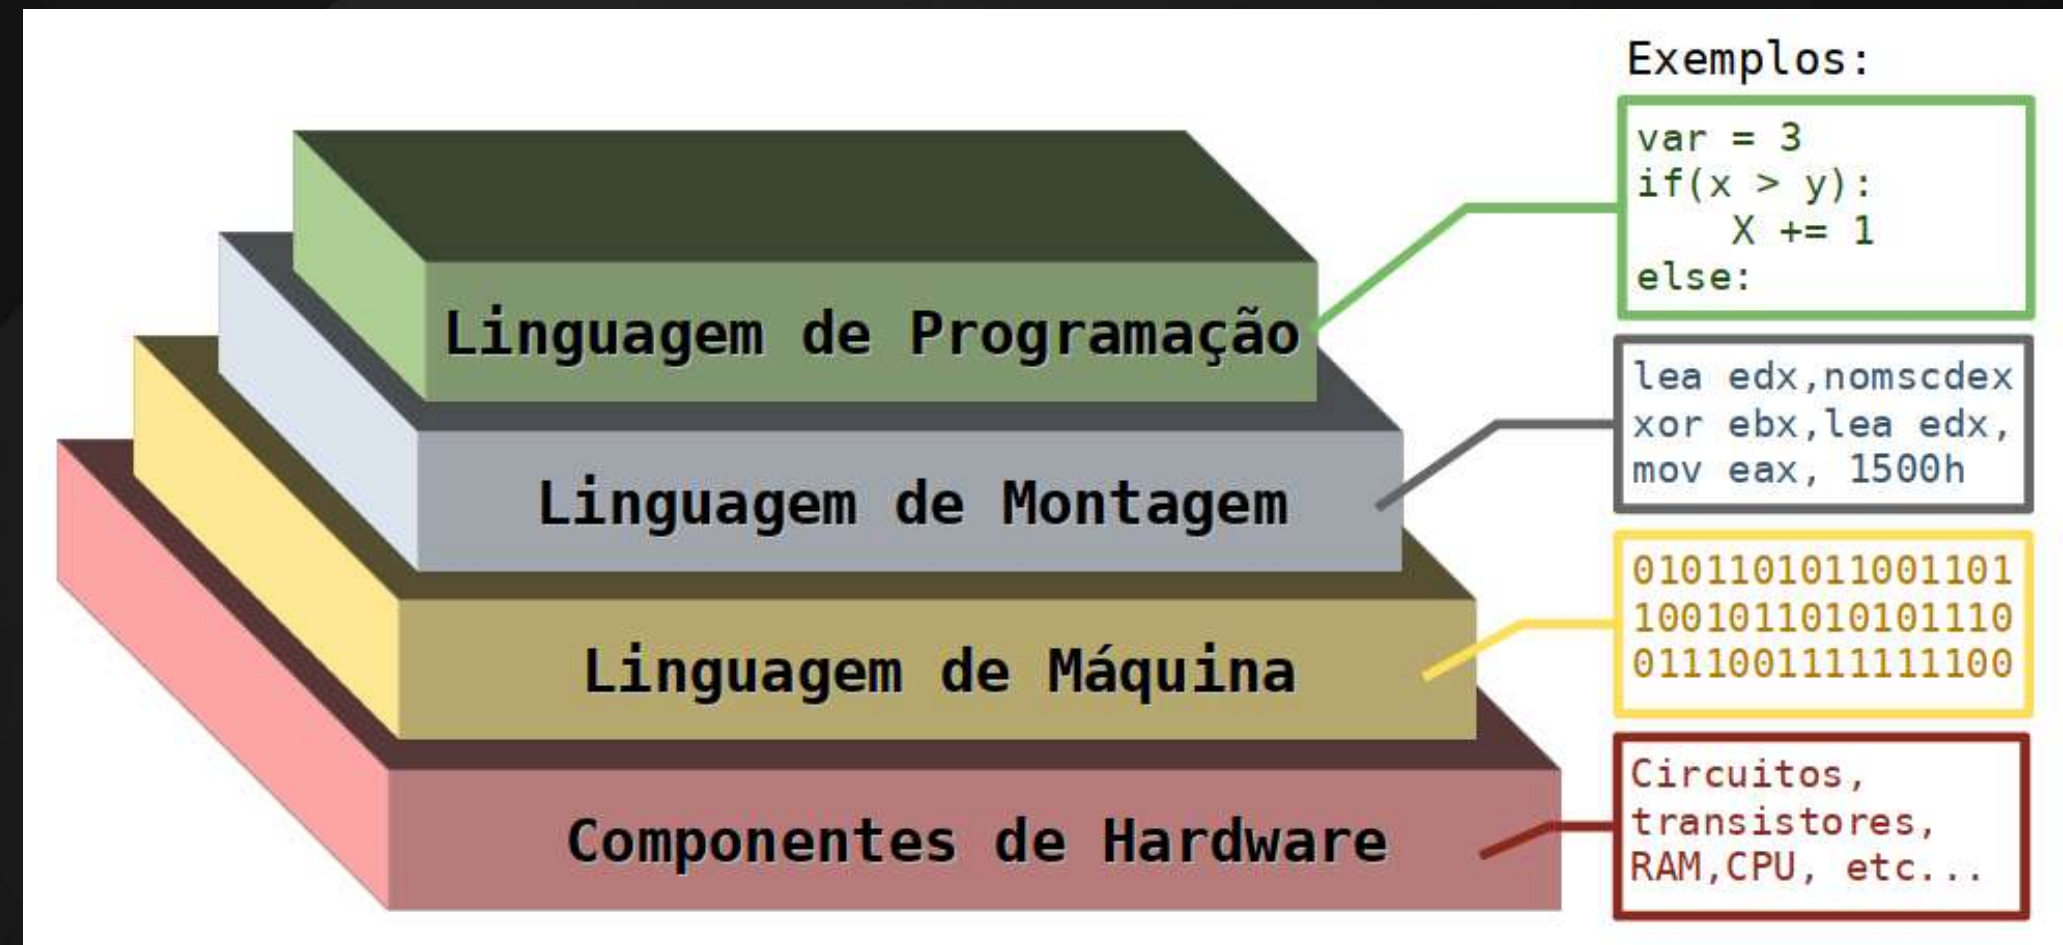 Exemplos:
var = 3
if(x > y):
X += 1
else:
Linguagem de Programação
lea edx,nomscdex
xor ebx,lea edx,
mov eax, 1500h
Linguagem de Montagem
0101101011001101
1001011010101110
0111001111111100
Linguagem de Máquina
Circuitos,
transistores,
RAM,CPU, etc...
Componentes de Hardware